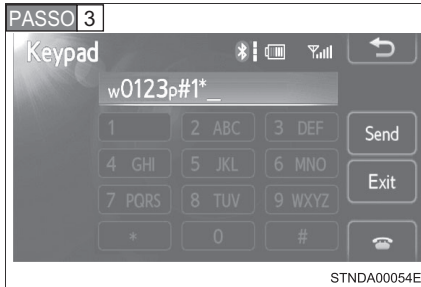 PASSO 3
Keypad
w0123p#1*_
1 2 ABC 3 DEF
Send
4 GHI 5 JKL 6 MNO
Exit
7 PQRS 8 TUV 9 WXYZ
* 0 #
STNDA00054E